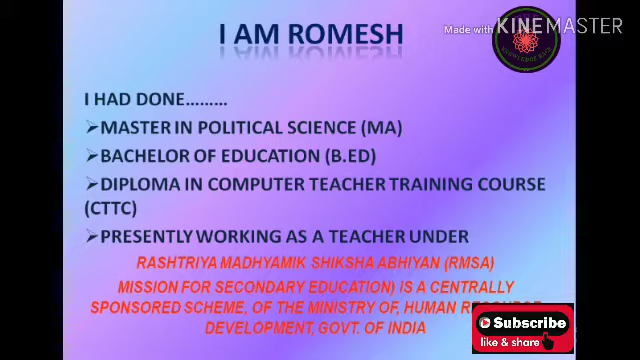 I AM ROMESH
Made with KINEMASTER
KNOWLEDGE
I HAD DONE.........
➢MASTER IN POLITICAL SCIENCE (MA)
➢BACHELOR OF EDUCATION (B.ED)
➢DIPLOMA IN COMPUTER TEACHER TRAINING COURSE
(CTTC)
➢PRESENTLY WORKING AS A TEACHER UNDER
RASHTRIYA MADHYAMIK SHIKSHA ABHIYAN (RMSA)
MISSION FOR SECONDARY EDUCATION) IS A CENTRALLY
SPONSORED SCHEME, OF THE MINISTRY OF, HUMAN
DEVELOPMENT, GOVT. OF INDIA
Subscribe
like & share